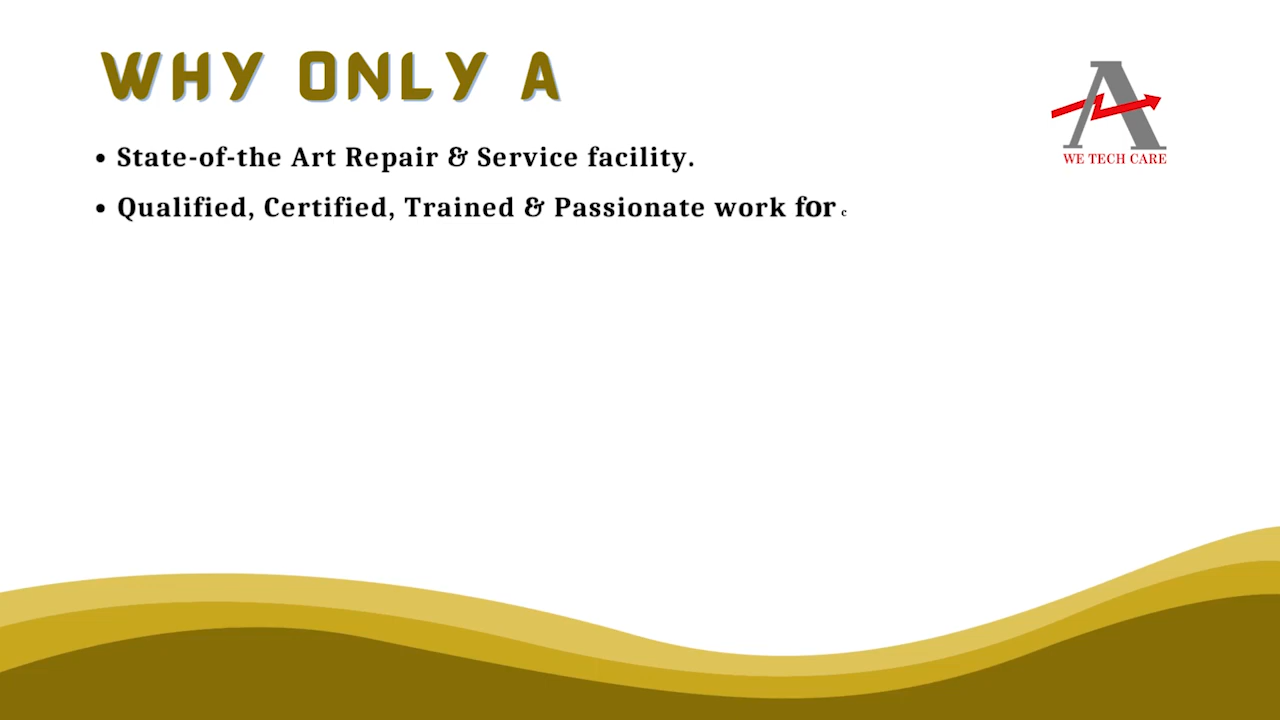 WHY ONLY A
A
WE TECH CARE
• State-of-the Art Repair & Service facility.
• Qualified, Certified, Trained & Passionate work for c